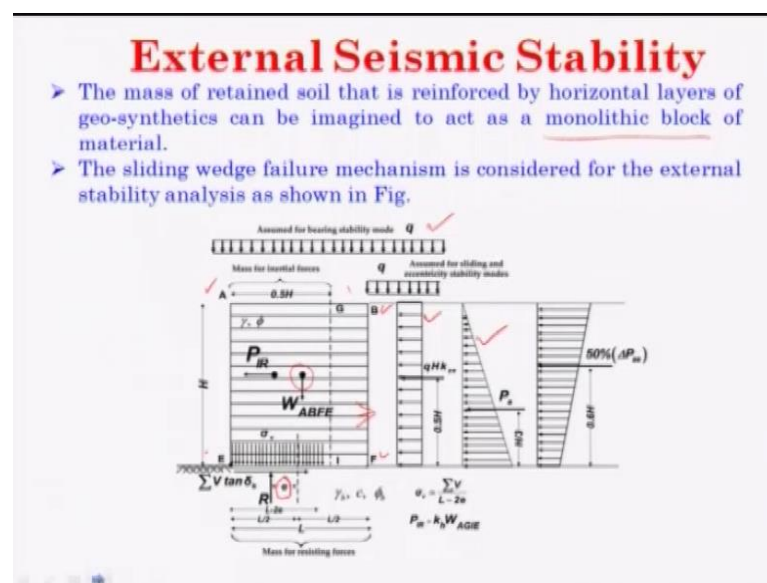 External Seismic Stability
➢ The mass of retained soil that is reinforced by horizontal layers of
geo-synthetics can be imagined to act as a monolithic block of
material.
➢ The sliding wedge failure mechanism is considered for the external
stability analysis as shown in Fig.
Assumed for bearing stability mode q
Mass for inertial forces
q Assumed for sliding and
eccentricity stability modes
A 0.5H
G B
γ, φ
P_IR
50%(ΔP_ae)
qHk_ae
W_ABFE
P_a
H
0.5H
H/3
0.6H
σ_v
E I F
∑V tan δ_b
R e
γ_b, c, φ_b
σ_v = ∑V / L-2e
L-2e
L/2 L/2
L
P_IR = k_h W_AGIE
Mass for resisting forces